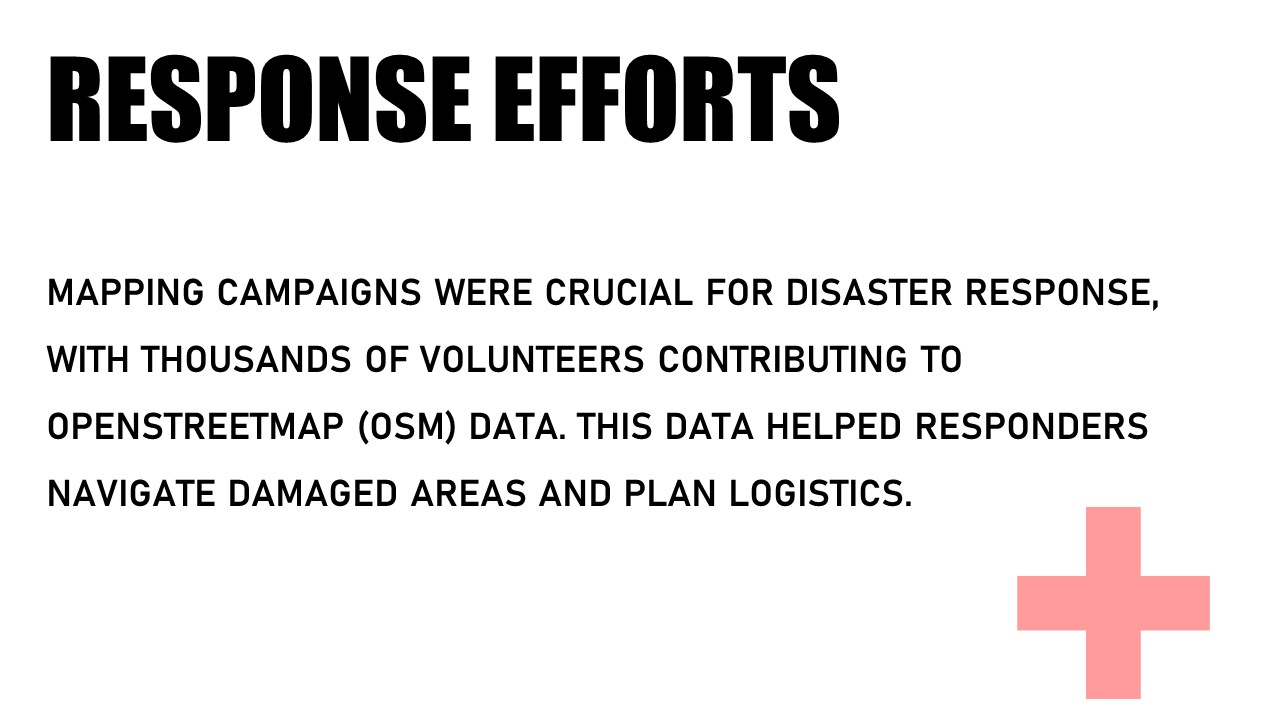 RESPONSE EFFORTS
MAPPING CAMPAIGNS WERE CRUCIAL FOR DISASTER RESPONSE,
WITH THOUSANDS OF VOLUNTEERS CONTRIBUTING TO
OPENSTREETMAP (OSM) DATA. THIS DATA HELPED RESPONDERS
NAVIGATE DAMAGED AREAS AND PLAN LOGISTICS.